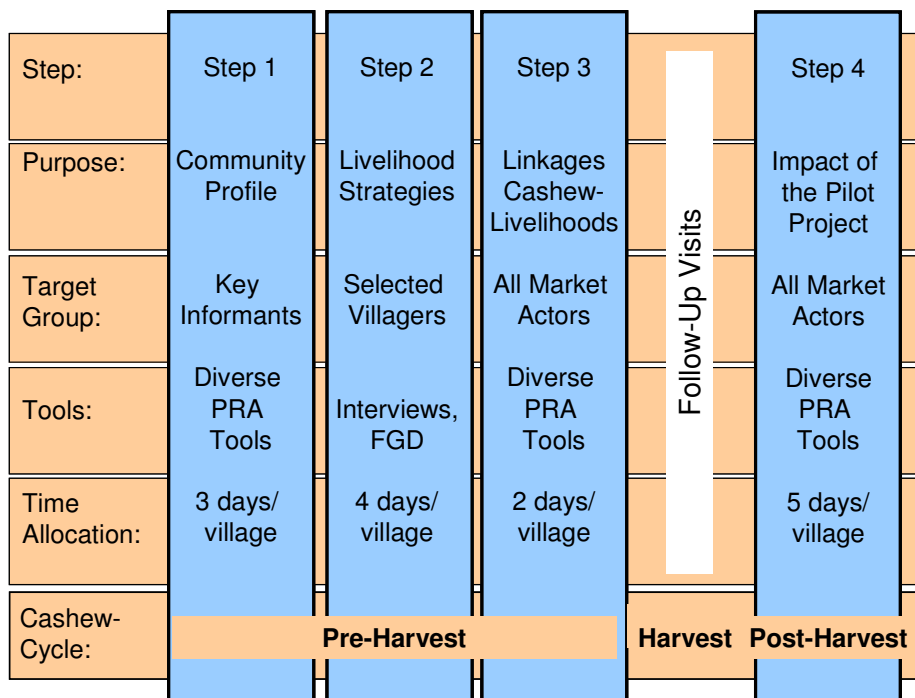 Step:
Step 1
Step 2
Step 3
Step 4
Purpose:
Community
Profile
Livelihood
Strategies
Linkages
Cashew-
Livelihoods
Impact of
the Pilot
Project
Target
Group:
Key
Informants
Selected
Villagers
All Market
Actors
Follow-Up Visits
All Market
Actors
Tools:
Diverse
PRA
Tools
Interviews,
FGD
Diverse
PRA
Tools
Diverse
PRA
Tools
Time
Allocation:
3 days/
village
4 days/
village
2 days/
village
5 days/
village
Cashew-
Cycle:
Pre-Harvest
Harvest
Post-Harvest